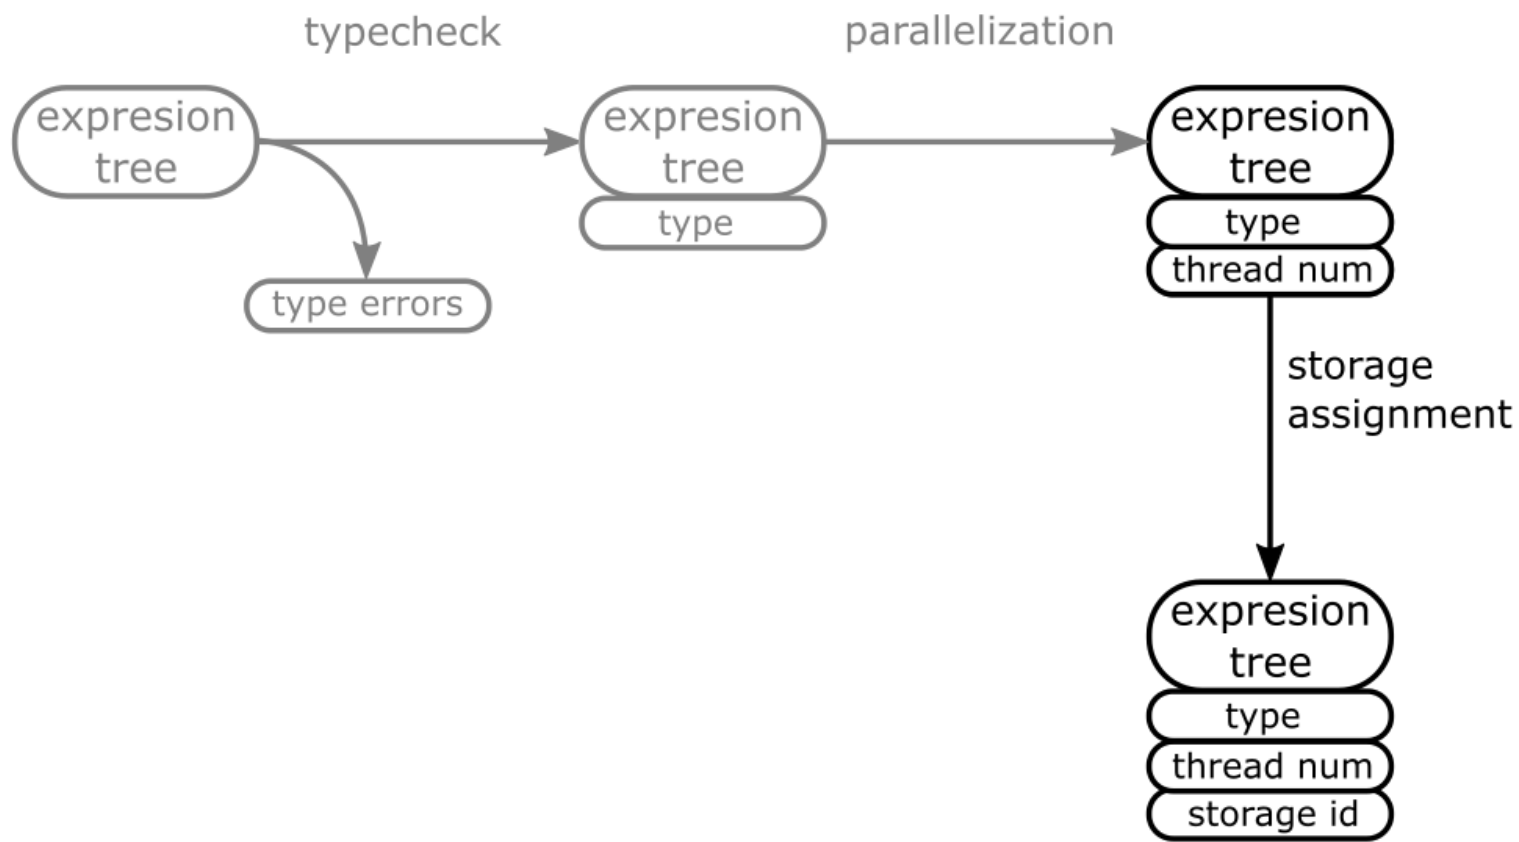 typecheck
parallelization
expresion
tree
expresion
tree
type
expresion
tree
type
thread num
type errors
storage
assignment
expresion
tree
type
thread num
storage id